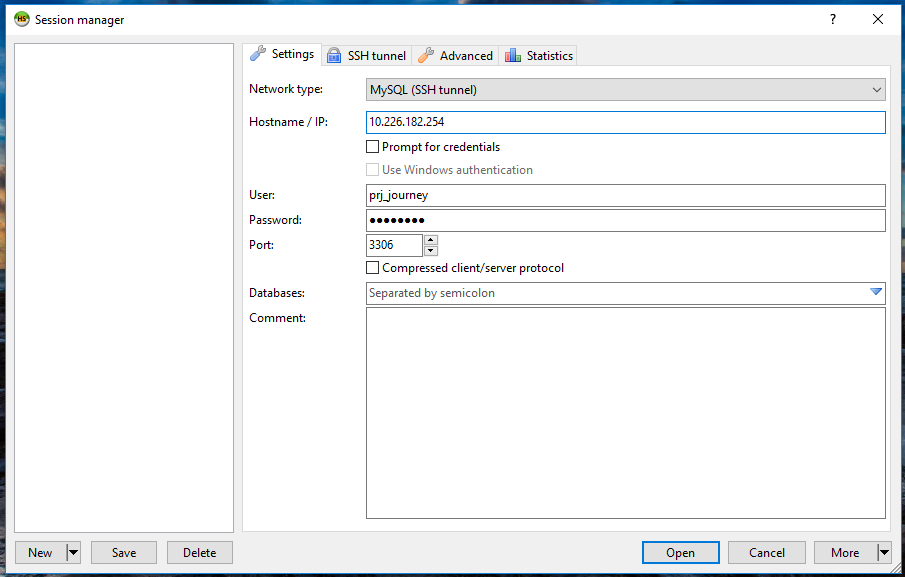 HS Session manager ?
Settings SSH tunnel Advanced Statistics
Network type: MySQL (SSH tunnel)
Hostname / IP: 10.226.182.254
Prompt for credentials
Use Windows authentication
User: prj_journey
Password: ●●●●●●●●
Port: 3306
Compressed client/server protocol
Databases: Separated by semicolon
Comment:
New Save Delete Open Cancel More